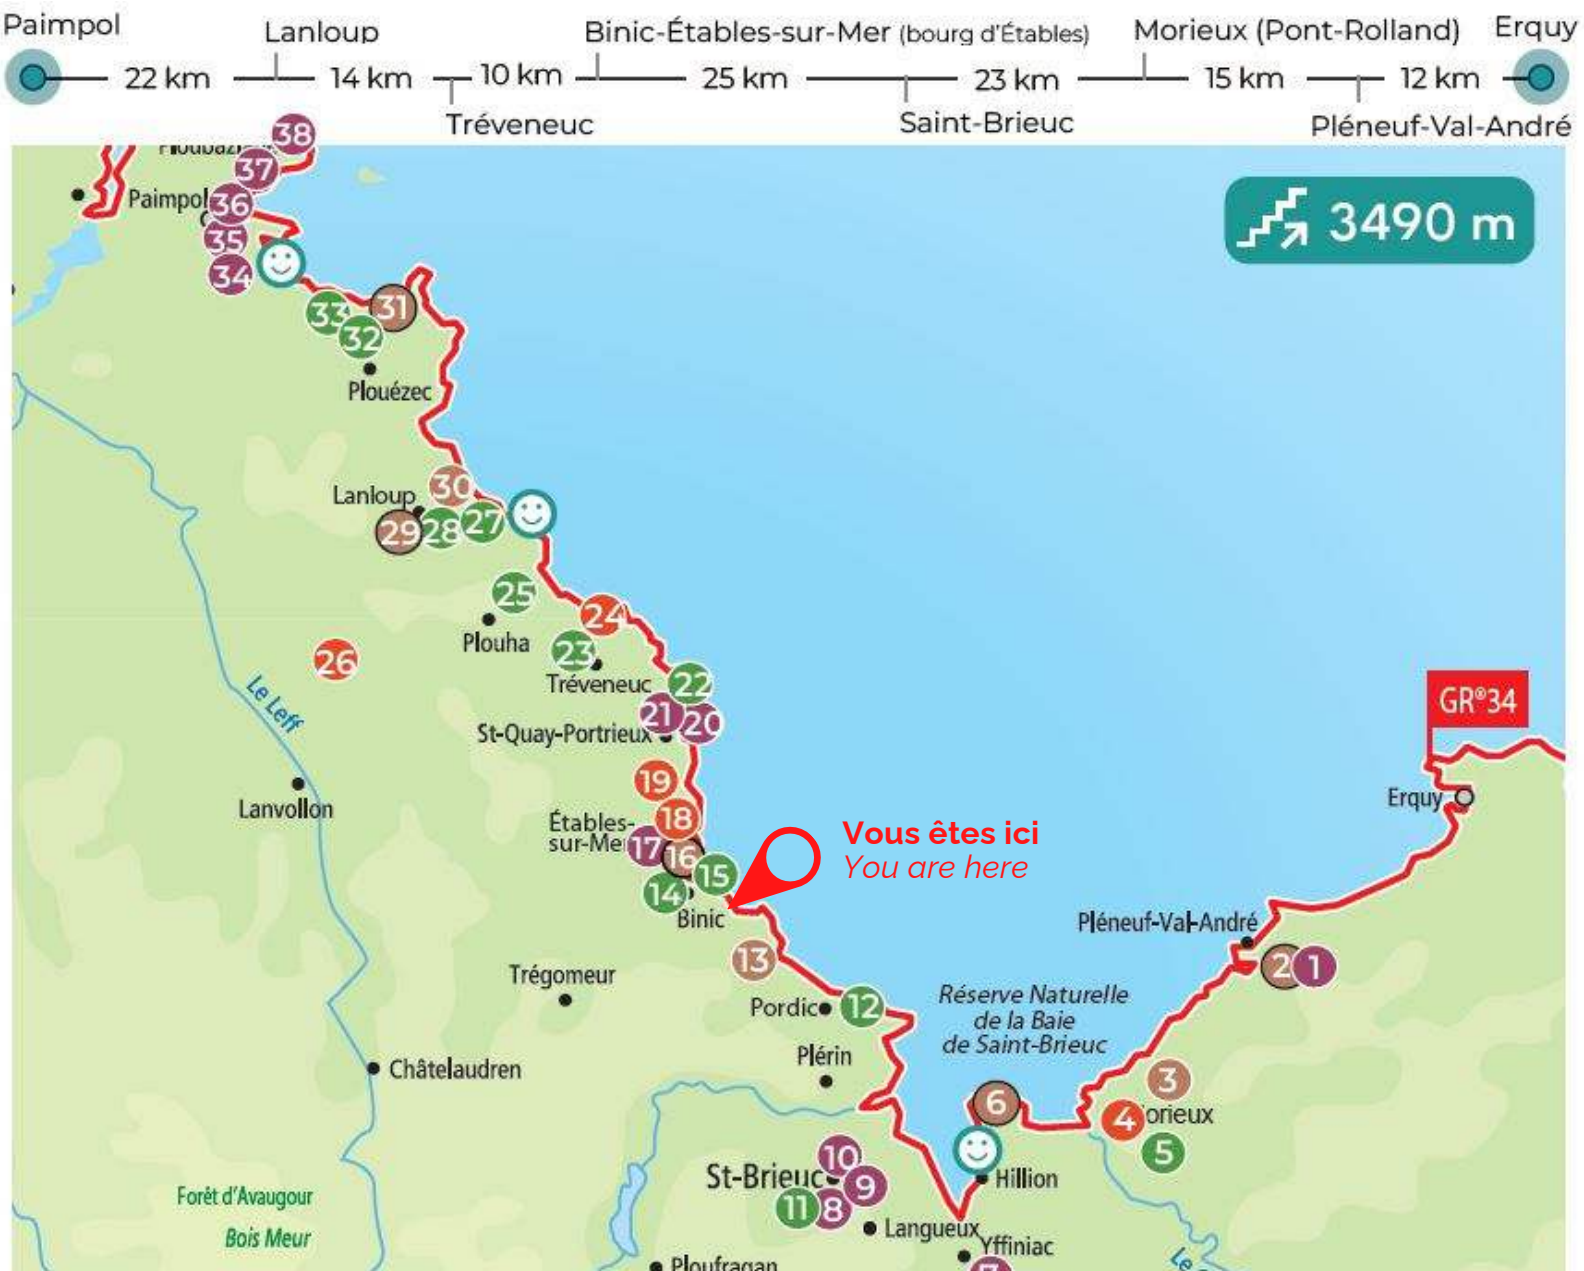 Paimpol
Lanloup
Binic-Étables-sur-Mer (bourg d'Étables)
Morieux (Pont-Rolland)
Erquy
22 km
14 km
10 km
25 km
23 km
15 km
12 km
Tréveneuc
Saint-Brieuc
Pléneuf-Val-André
38
37
Paimpol
36
35
34
3490 m
33
31
32
Plouézec
30
Lanloup
29
28
27
25
24
Plouha
23
26
Tréveneuc
22
21
20
St-Quay-Portrieux
Le Leff
GR®34
19
Lanvollon
18
Étables-
sur-Mer
17
16
15
14
Binic
Vous êtes ici
You are here
Erquy
Pléneuf-Val-André
13
2
1
Trégomeur
Pordic
12
Réserve Naturelle
de la Baie
de Saint-Brieuc
Plérin
Châtelaudren
3
6
4
orieux
5
10
St-Brieuc
9
11
8
Hillion
Forêt d'Avaugour
Bois Meur
Langueux
Yffiniac
Ploufragan
7
Le